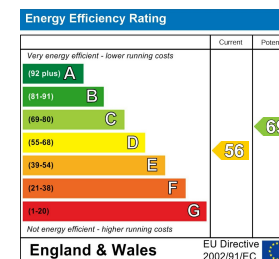 Energy Efficiency Rating
Current
Very energy efficient - lower running costs
(92 plus) A
(81-91) B
(69-80) C
(55-68) D
(39-54) E
(21-38) F
(1-20) G
56
Not energy efficient - higher running costs
England & Wales
EU Directive
2002/91/EC